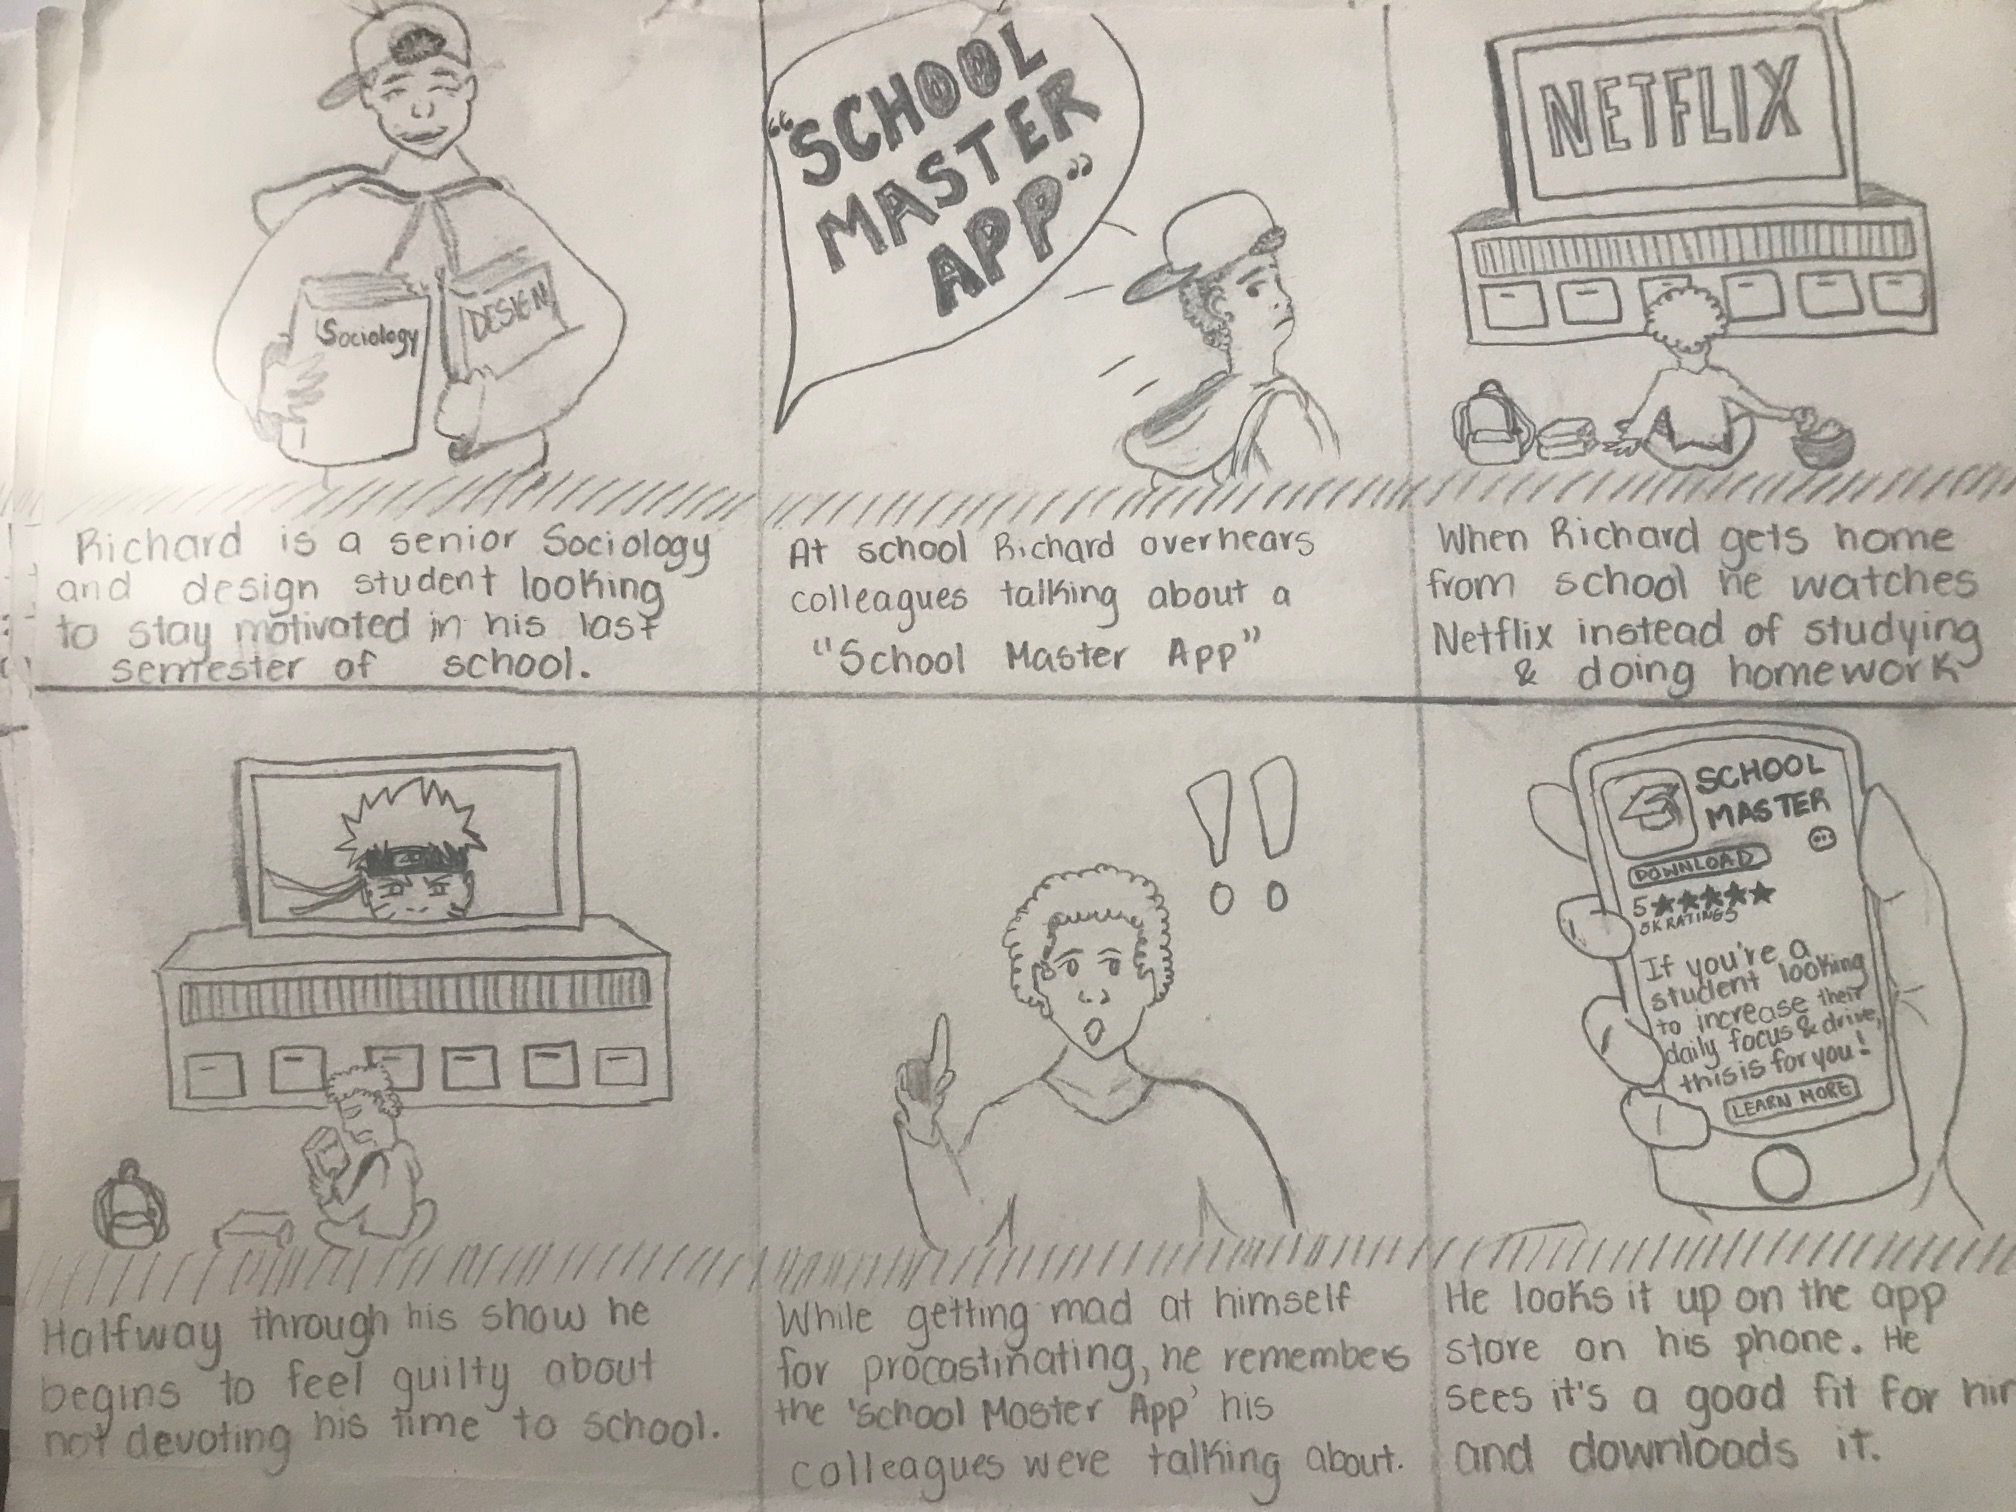 Sociology
DESIGN
Richard is a senior Sociology
and design student looking
to stay motivated in his last
semester of school.
"SCHOOL
MASTER
APP"
At school Richard overhears
colleagues talking about a
"School Master App"
NETFLIX
When Richard gets home
from school he watches
Netflix instead of studying
& doing homework
Halfway through his show he
begins to feel guilty about
not devoting his time to school.
!!
While getting mad at himself
for procastinating, he remembers
the 'School Master App' his
colleagues were talking about.
SCHOOL
MASTER
DOWNLOAD
5★★★★★
5K RATINGS
If you're a
student looking
to increase their
daily focus & drive,
this is for you!
LEARN MORE
He looks it up on the app
store on his phone. He
sees it's a good fit for him
and downloads it.